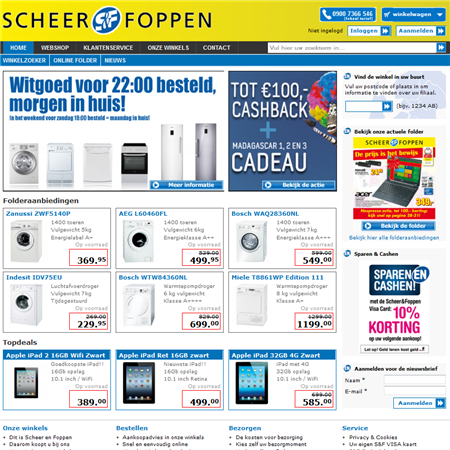 SCHEER S&F FOPPEN
0900 7366 546
(lokaal tarief)
winkelwagen
Niet ingelogd Inloggen Aanmelden
HOME WEBSHOP KLANTENSERVICE ONZE WINKELS CONTACT
Vul hier uw zoekterm in...
WINKELZOEKER ONLINE FOLDER NIEUWS
Witgoed voor 22:00 besteld,
morgen in huis!
(In het weekend voor zondag 19:00 besteld = maandag in huis!)
Meer informatie
TOT €100,-
CASHBACK
+
MADAGASCAR 1, 2 EN 3
CADEAU
Bekijk de actie
Vind de winkel in uw buurt
Vul uw postcode of plaats in om
informatie te vinden over uw filiaal.
(bijv. 1234 AB)
Bekijk onze actuele folder
SCHEER S&F FOPPEN
De prijs is het bewijs
349,-
Bekijk de folder
Bekijk hier alle folderaanbiedingen
Folderaanbiedingen
Zanussi ZWF5140P
1400 toeren
Vulgewicht 5kg
Energielabel A+
Op voorraad
369.95
AEG L60460FL
1400 toeren
Vulgewicht 6kg
Energieklasse A++
Op voorraad
599.00
499.95
Bosch WAQ28360NL
1400 toeren
Vulgewicht 7kg
Energieklasse A+++
Op voorraad
599.00
549.00
Indesit IDV75EU
Luchtafvoerdroger
Vulgewicht 7kg
Topdagkeus!
Op voorraad
269.00
229.95
Bosch WTW84360NL
Warmtepompdroger
6 kg vulgewicht
Klasse A++++
Op voorraad
829.00
699.00
Miele T8861WP Edition 111
Warmtepompdroger
6 kg vulgewicht
Klasse A
Op voorraad
1299.00
1199.00
Sparen & Cashen
SPAREN EN
CASHEN!
met de Scheer&Foppen
Visa Card:
10%
KORTING
op uw volgende aankoop!
Let op! Geld lenen kost geld
Topdeals
Apple iPad 2 16GB Wifi Zwart
Goedkoopste iPad!!
16Gb opslag
10.1 inch / WiFi
Op voorraad
389.00
Apple iPad Ret 16GB zwart
Nieuwste iPad!!
16Gb opslag
10.1 inch Retina
Op voorraad
499.00
Apple iPad 32GB 4G Zwart
iPad met 4G
32Gb opslag
10.1 inch / WiFi
Op voorraad
699.00
585.00
Aanmelden voor de nieuwsbrief
Naam *
E-mail *
Aanmelden
Onze winkels Bestellen Bezorgen Service
Dit is Scheer en Foppen Aankoopadvies in onze winkels De kosten voor bezorging Privacy & Cookies
Daarom koopt u bij ons Snel en eenvoudig online Kies zelf uw bezorgmoment Uw eigen S&F VISA kaart